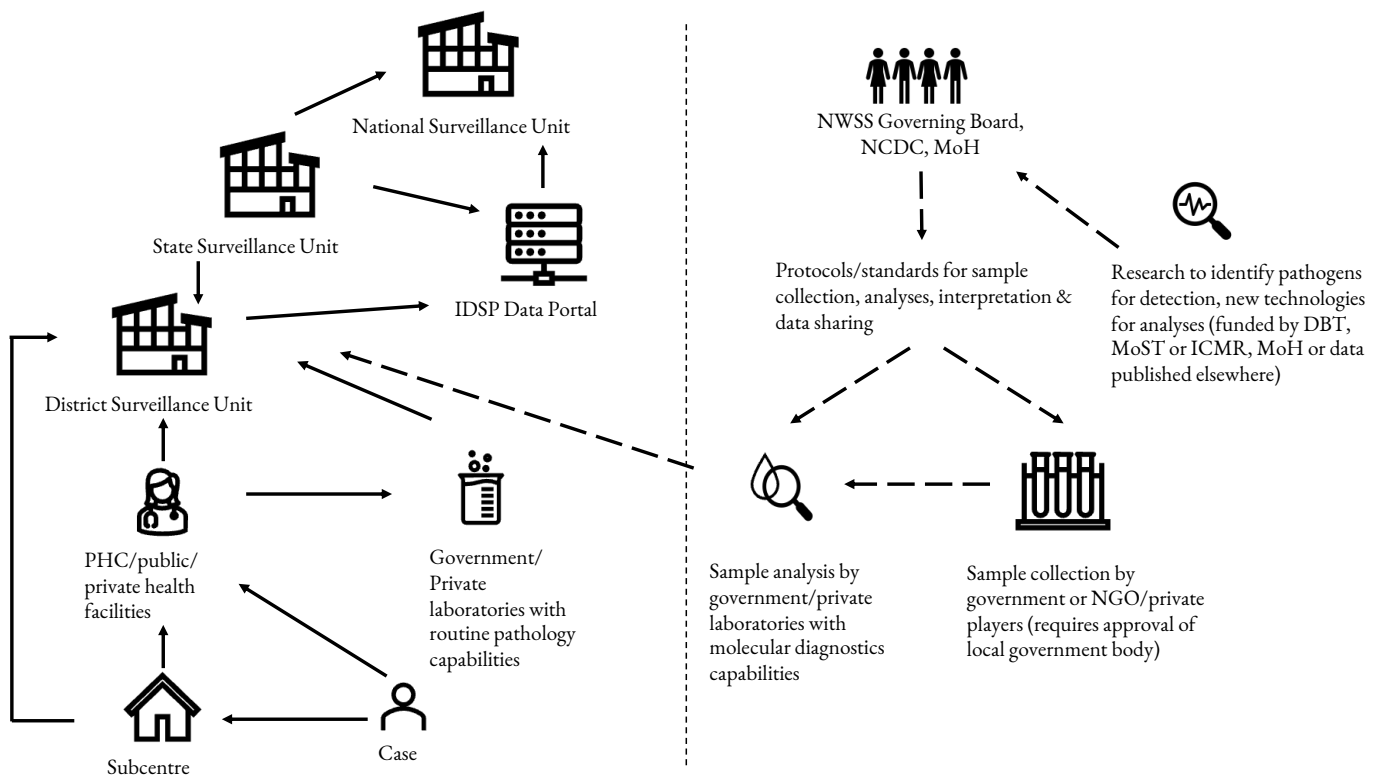 National Surveillance Unit
State Surveillance Unit
IDSP Data Portal
District Surveillance Unit
PHC/public/
private health
facilities
Government/
Private
laboratories with
routine pathology
capabilities
Case
Subcentre
NWSS Governing Board,
NCDC, MoH
Protocols/standards for sample
collection, analyses, interpretation &
data sharing
Research to identify pathogens
for detection, new technologies
for analyses (funded by DBT,
MoST or ICMR, MoH or data
published elsewhere)
Sample analysis by
government/private
laboratories with
molecular diagnostics
capabilities
Sample collection by
government or NGO/private
players (requires approval of
local government body)